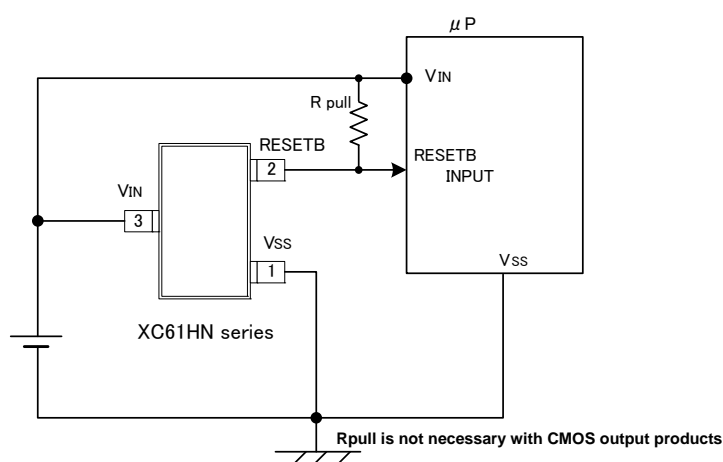 μ P
VIN
R pull
RESETB
2
RESETB
INPUT
VIN
3
VSS
1
VSS
XC61HN series
Rpull is not necessary with CMOS output products